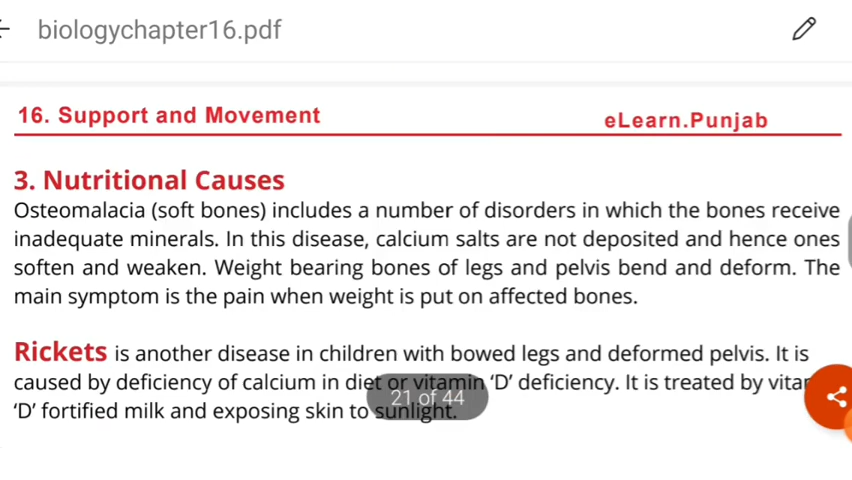 biologychapter16.pdf
16. Support and Movement eLearn.Punjab
3. Nutritional Causes
Osteomalacia (soft bones) includes a number of disorders in which the bones receive
inadequate minerals. In this disease, calcium salts are not deposited and hence ones
soften and weaken. Weight bearing bones of legs and pelvis bend and deform. The
main symptom is the pain when weight is put on affected bones.
Rickets is another disease in children with bowed legs and deformed pelvis. It is
caused by deficiency of calcium in diet or vitamin ‘D’ deficiency. It is treated by vita
21 of 44
‘D’ fortified milk and exposing skin to sunlight.